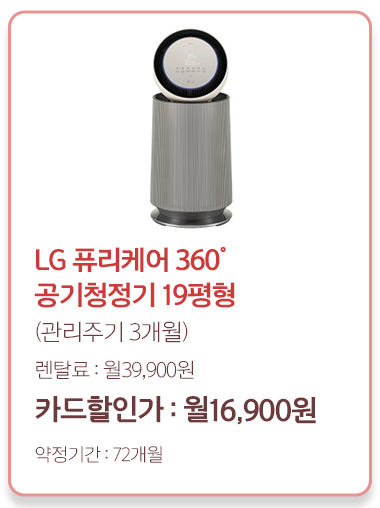 LG 퓨리케어 360˚
공기청정기 19평형
(관리주기 3개월)
렌탈료 : 월39,900원
카드할인가 : 월16,900원
약정기간 : 72개월